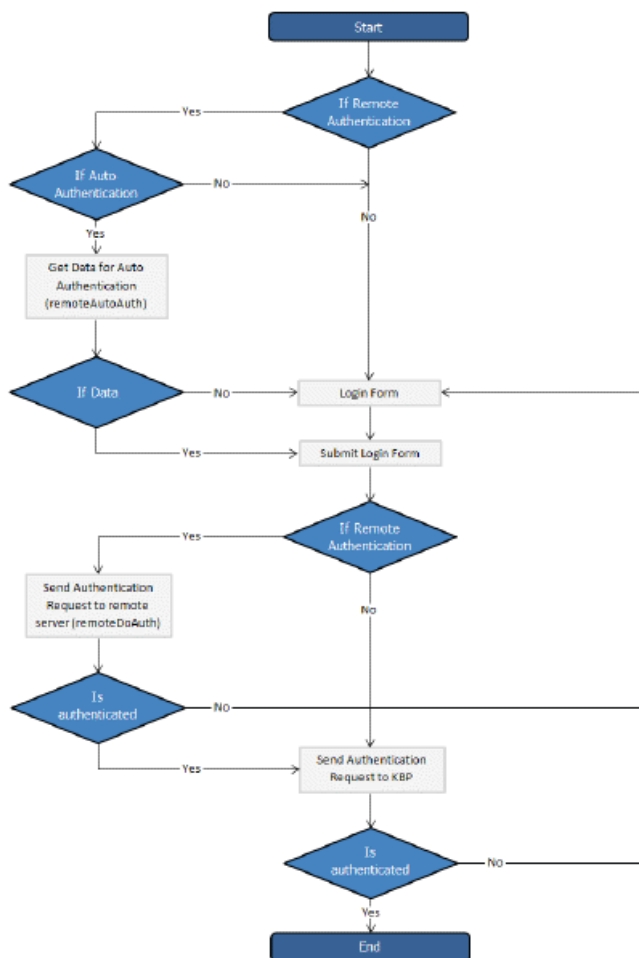 Start
If Remote
Authentication
Yes
If Auto
Authentication
No
No
Yes
Get Data for Auto
Authentication
(remoteAutoAuth)
If Data
No
Login Form
Yes
Submit Login Form
If Remote
Authentication
Yes
Send Authentication
Request to remote
server (remoteDoAuth)
No
Is
authenticated
No
Yes
Send Authentication
Request to KBP
Is
authenticated
No
Yes
End